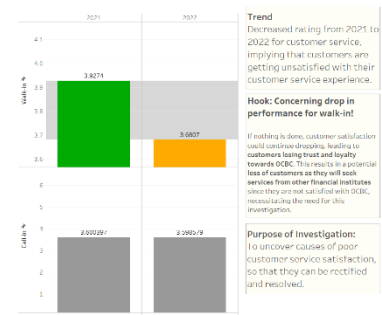 2021 2022
4.1
4.0
3.9
3.8
3.7
3.6
Walk-in %
3.9274
3.6807
6
5
4
3
2
1
Call-in %
3.600397
3.598579
Trend
Decreased rating from 2021 to
2022 for customer service,
implying that customers are
getting unsatisfied with their
customer service experience.
Hook: Concerning drop in
performance for walk-in!
If nothing is done, customer satisfaction
could continue dropping, leading to
customers losing trust and loyalty
towards OCBC. This results in a potential
loss of customers as they will seek
services from other financial institutes
since they are not satisfied with OCBC,
necessitating the need for this
investigation.
Purpose of Investigation:
To uncover causes of poor
customer service satisfaction,
so that they can be rectified
and resolved.